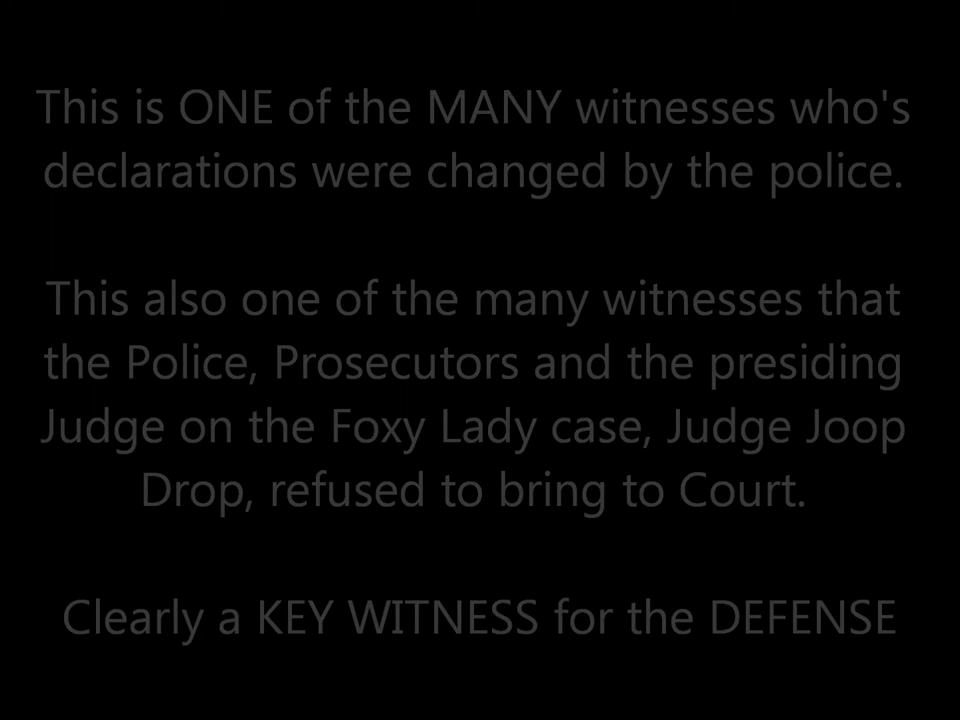 This is ONE of the MANY witnesses who's
declarations were changed by the police.
This also one of the many witnesses that
the Police, Prosecutors and the presiding
Judge on the Foxy Lady case, Judge Joop
Drop, refused to bring to Court.
Clearly a KEY WITNESS for the DEFENSE